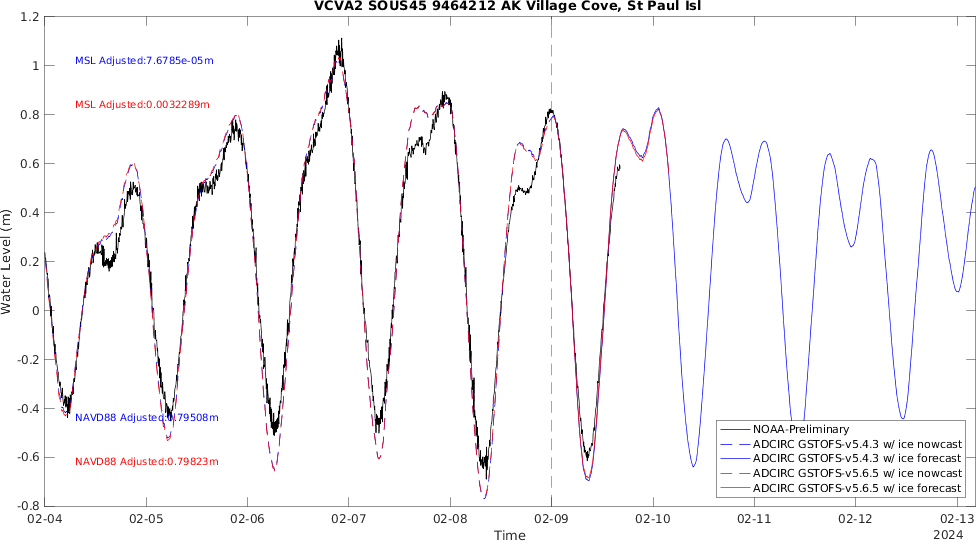 VCVA2 SOUS45 9464212 AK Village Cove, St Paul Isl
1.2
1
0.8
0.6
0.4
0.2
0
-0.2
-0.4
-0.6
-0.8
Water Level (m)
MSL Adjusted:7.6785e-05m
MSL Adjusted:0.0032289m
NAVD88 Adjusted:0.79508m
NAVD88 Adjusted:0.79823m
NOAA-Preliminary
ADCIRC GSTOFS-v5.4.3 w/ ice nowcast
ADCIRC GSTOFS-v5.4.3 w/ ice forecast
ADCIRC GSTOFS-v5.6.5 w/ ice nowcast
ADCIRC GSTOFS-v5.6.5 w/ ice forecast
02-04 02-05 02-06 02-07 02-08 02-09 02-10 02-11 02-12 02-13
Time
2024